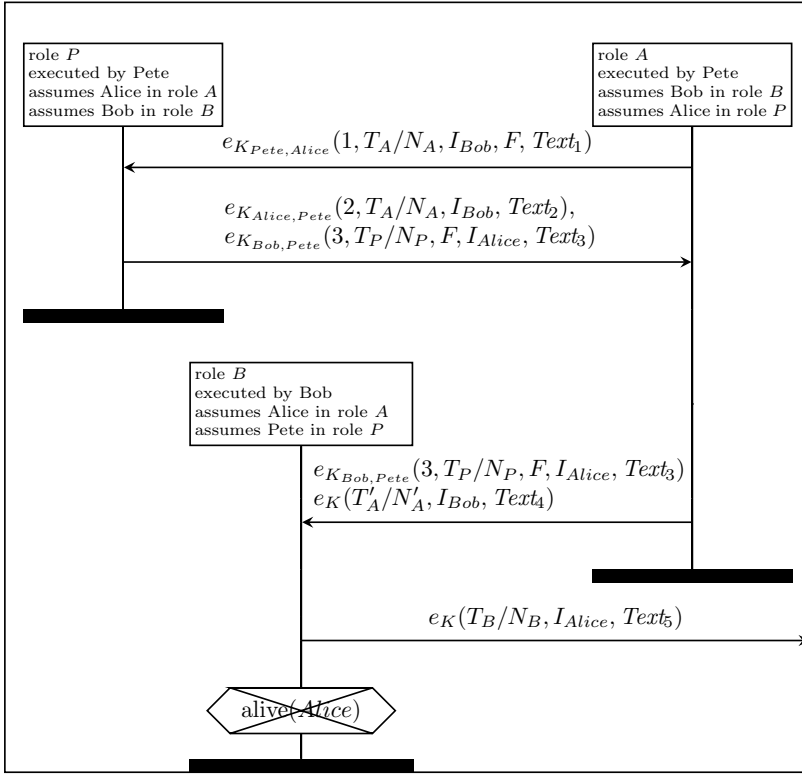 role P
executed by Pete
assumes Alice in role A
assumes Bob in role B
role A
executed by Pete
assumes Bob in role B
assumes Alice in role P
e_{K_{Pete,Alice}}(1, T_A/N_A, I_{Bob}, F, Text_1)
e_{K_{Alice,Pete}}(2, T_A/N_A, I_{Bob}, Text_2),
e_{K_{Bob,Pete}}(3, T_P/N_P, F, I_{Alice}, Text_3)
role B
executed by Bob
assumes Alice in role A
assumes Pete in role P
e_{K_{Bob,Pete}}(3, T_P/N_P, F, I_{Alice}, Text_3)
e_K(T'_A/N'_A, I_{Bob}, Text_4)
e_K(T_B/N_B, I_{Alice}, Text_5)
alive(Alice)